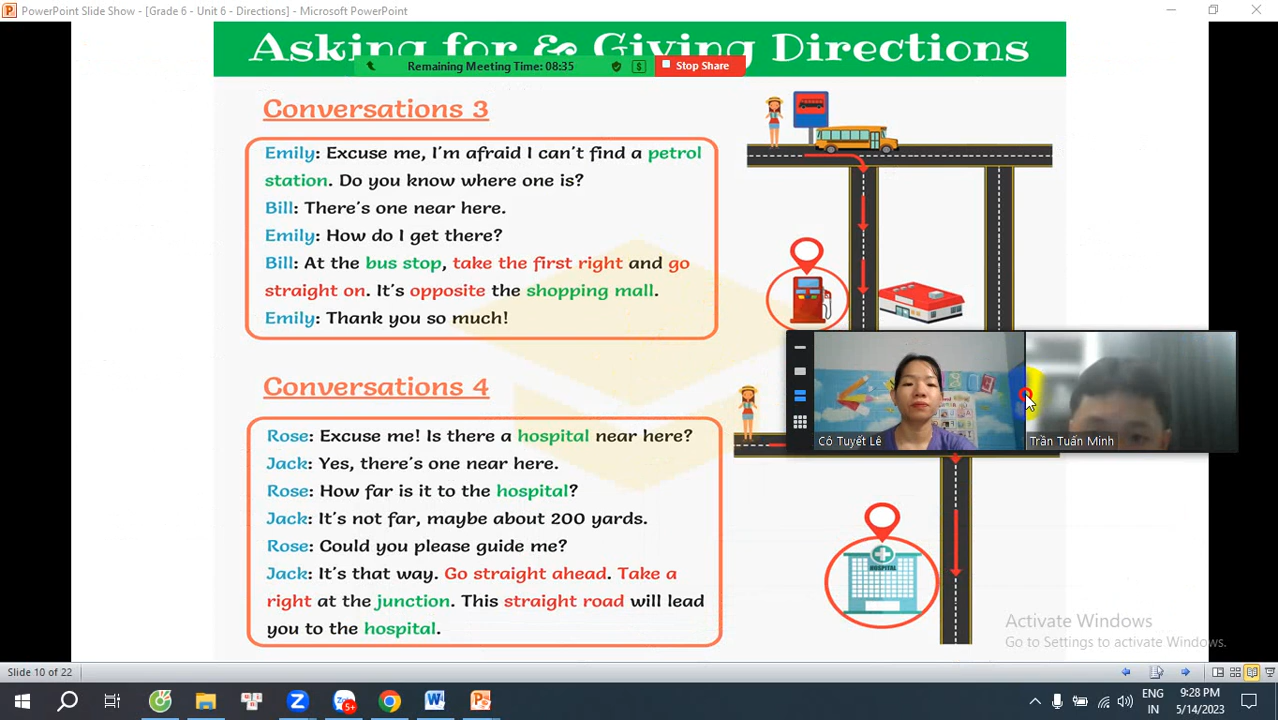 PowerPoint Slide Show - [Grade 6 - Unit 6 - Directions] - Microsoft PowerPoint
Asking for & Giving Directions
Remaining Meeting Time: 08:35
Stop Share
Conversations 3
Emily: Excuse me, I'm afraid I can't find a petrol
station. Do you know where one is?
Bill: There's one near here.
Emily: How do I get there?
Bill: At the bus stop, take the first right and go
straight on. It's opposite the shopping mall.
Emily: Thank you so much!
Conversations 4
Rose: Excuse me! Is there a hospital near here?
Jack: Yes, there's one near here.
Rose: How far is it to the hospital?
Jack: It's not far, maybe about 200 yards.
Rose: Could you please guide me?
Jack: It's that way. Go straight ahead. Take a
right at the junction. This straight road will lead
you to the hospital.
Cô Tuyết Lê
Trần Tuấn Minh
HOSPITAL
Activate Windows
Go to Settings to activate Windows.
Slide 10 of 22
5+
ENG
IN
9:28 PM
5/14/2023